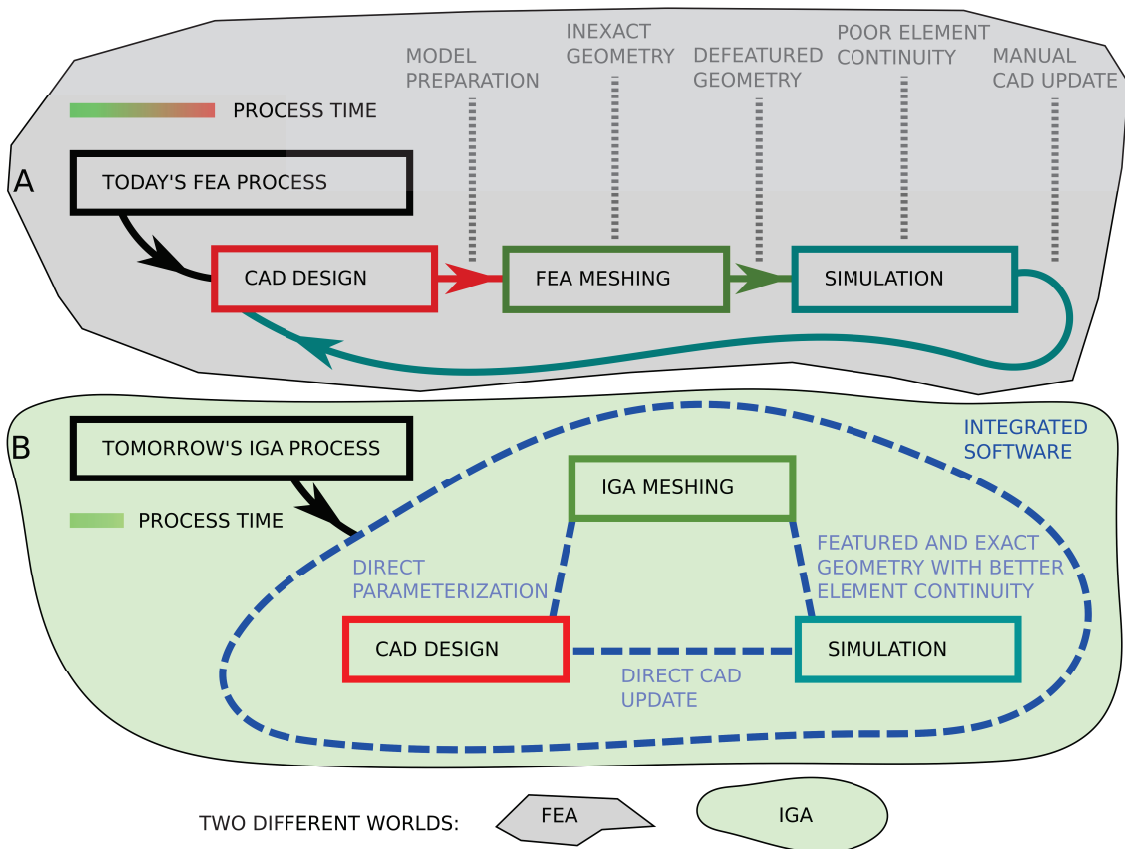 INEXACT
GEOMETRY
POOR ELEMENT
CONTINUITY
MODEL
PREPARATION
DEFEATURED
GEOMETRY
MANUAL
CAD UPDATE
PROCESS TIME
A
TODAY'S FEA PROCESS
CAD DESIGN
FEA MESHING
SIMULATION
B
TOMORROW'S IGA PROCESS
INTEGRATED
SOFTWARE
IGA MESHING
PROCESS TIME
DIRECT
PARAMETERIZATION
FEATURED AND EXACT
GEOMETRY WITH BETTER
ELEMENT CONTINUITY
CAD DESIGN
SIMULATION
DIRECT CAD
UPDATE
TWO DIFFERENT WORLDS:
FEA
IGA